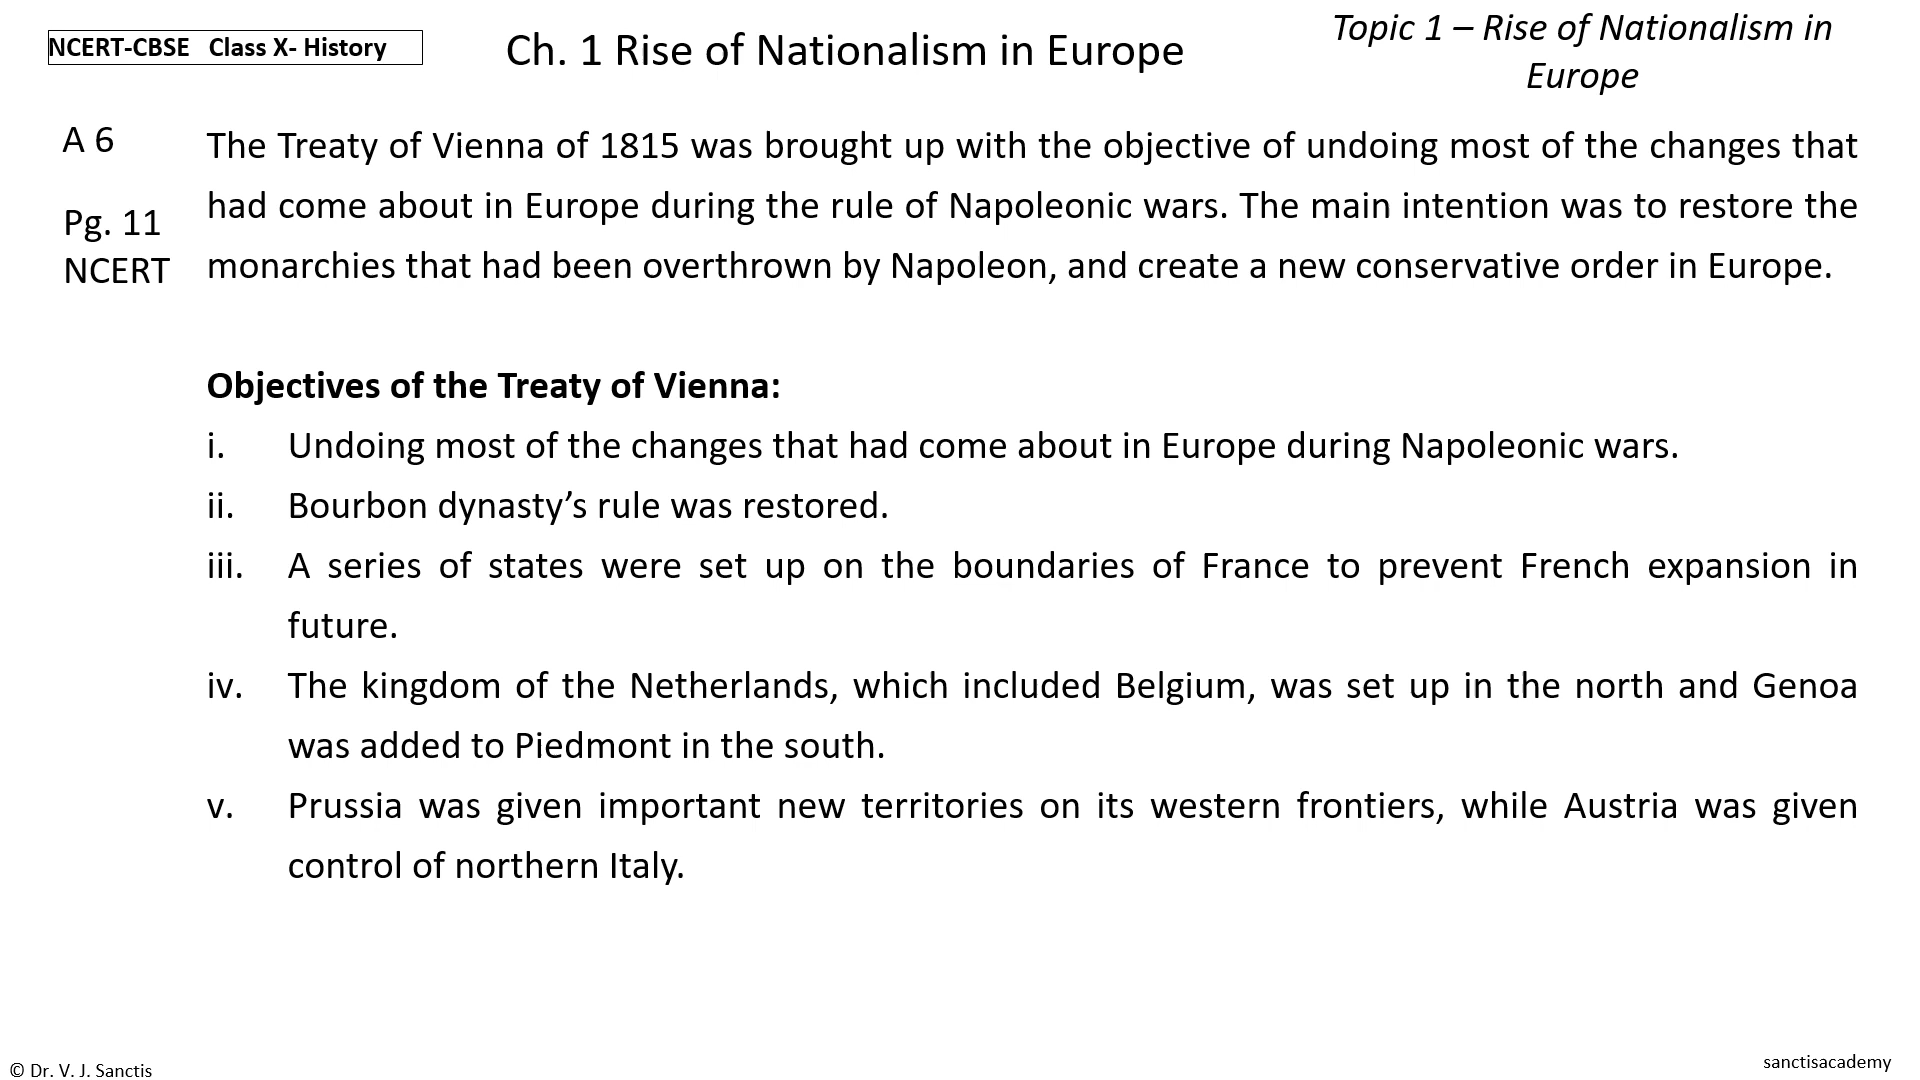 NCERT-CBSE Class X- History
Ch. 1 Rise of Nationalism in Europe
Topic 1 – Rise of Nationalism in
Europe
A 6
Pg. 11
NCERT
The Treaty of Vienna of 1815 was brought up with the objective of undoing most of the changes that
had come about in Europe during the rule of Napoleonic wars. The main intention was to restore the
monarchies that had been overthrown by Napoleon, and create a new conservative order in Europe.
Objectives of the Treaty of Vienna:
i. Undoing most of the changes that had come about in Europe during Napoleonic wars.
ii. Bourbon dynasty’s rule was restored.
iii. A series of states were set up on the boundaries of France to prevent French expansion in
future.
iv. The kingdom of the Netherlands, which included Belgium, was set up in the north and Genoa
was added to Piedmont in the south.
v. Prussia was given important new territories on its western frontiers, while Austria was given
control of northern Italy.
© Dr. V. J. Sanctis
sanctisacademy